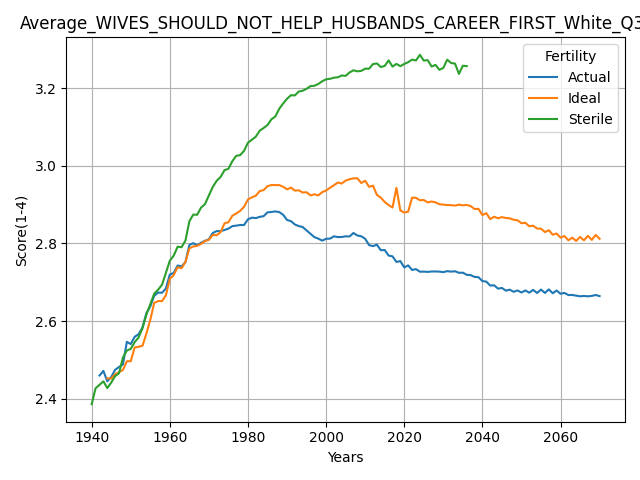 Average_WIVES_SHOULD_NOT_HELP_HUSBANDS_CAREER_FIRST_White_Q3
Fertility
Actual
Ideal
Sterile
Score(1-4)
3.2
3.0
2.8
2.6
2.4
1940 1960 1980 2000 2020 2040 2060
Years